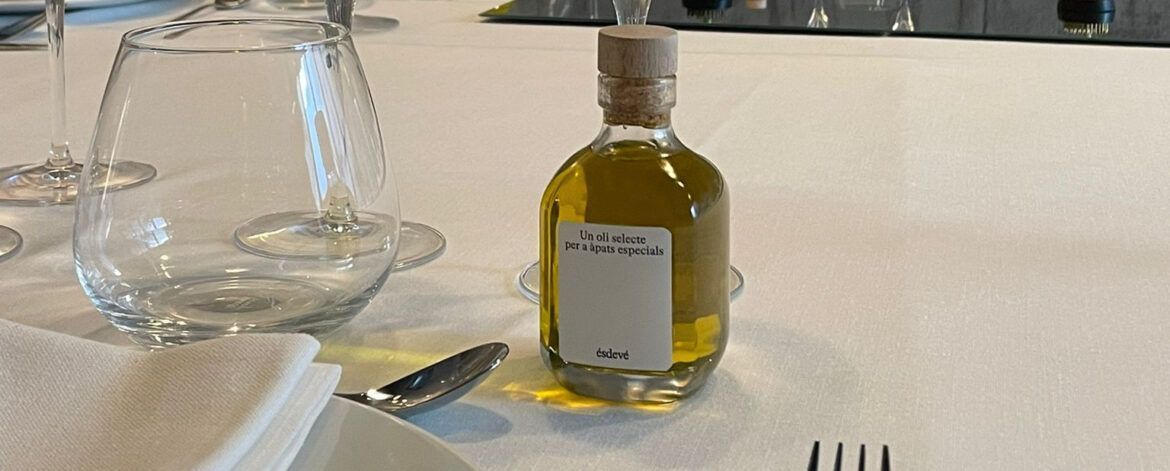 Un oli selecte
per a àpats especials
ésdevé